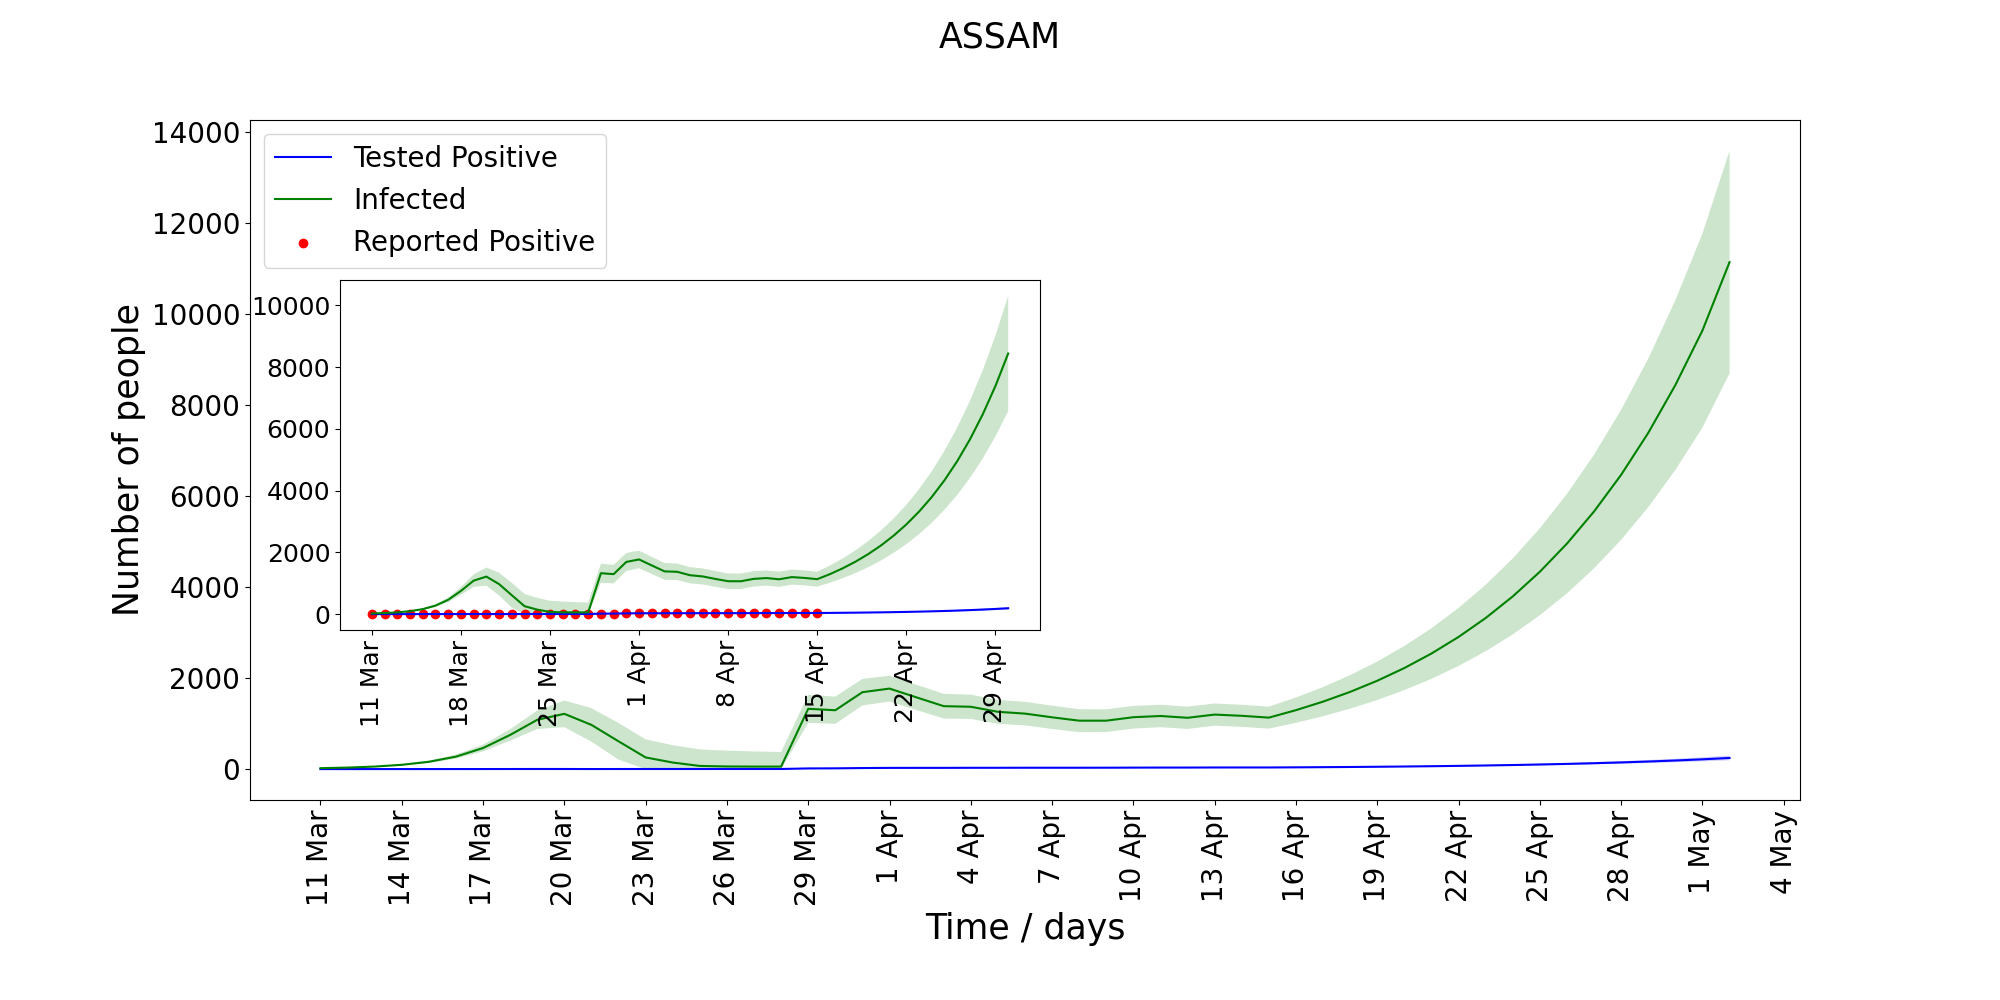 ASSAM
14000
12000
10000
8000
6000
4000
2000
0
Number of people
Tested Positive
Infected
Reported Positive
10000
8000
6000
4000
2000
0
11 Mar
18 Mar
25 Mar
1 Apr
8 Apr
15 Apr
22 Apr
29 Apr
11 Mar
14 Mar
17 Mar
20 Mar
23 Mar
26 Mar
29 Mar
1 Apr
4 Apr
7 Apr
10 Apr
13 Apr
16 Apr
19 Apr
22 Apr
25 Apr
28 Apr
1 May
4 May
Time / days